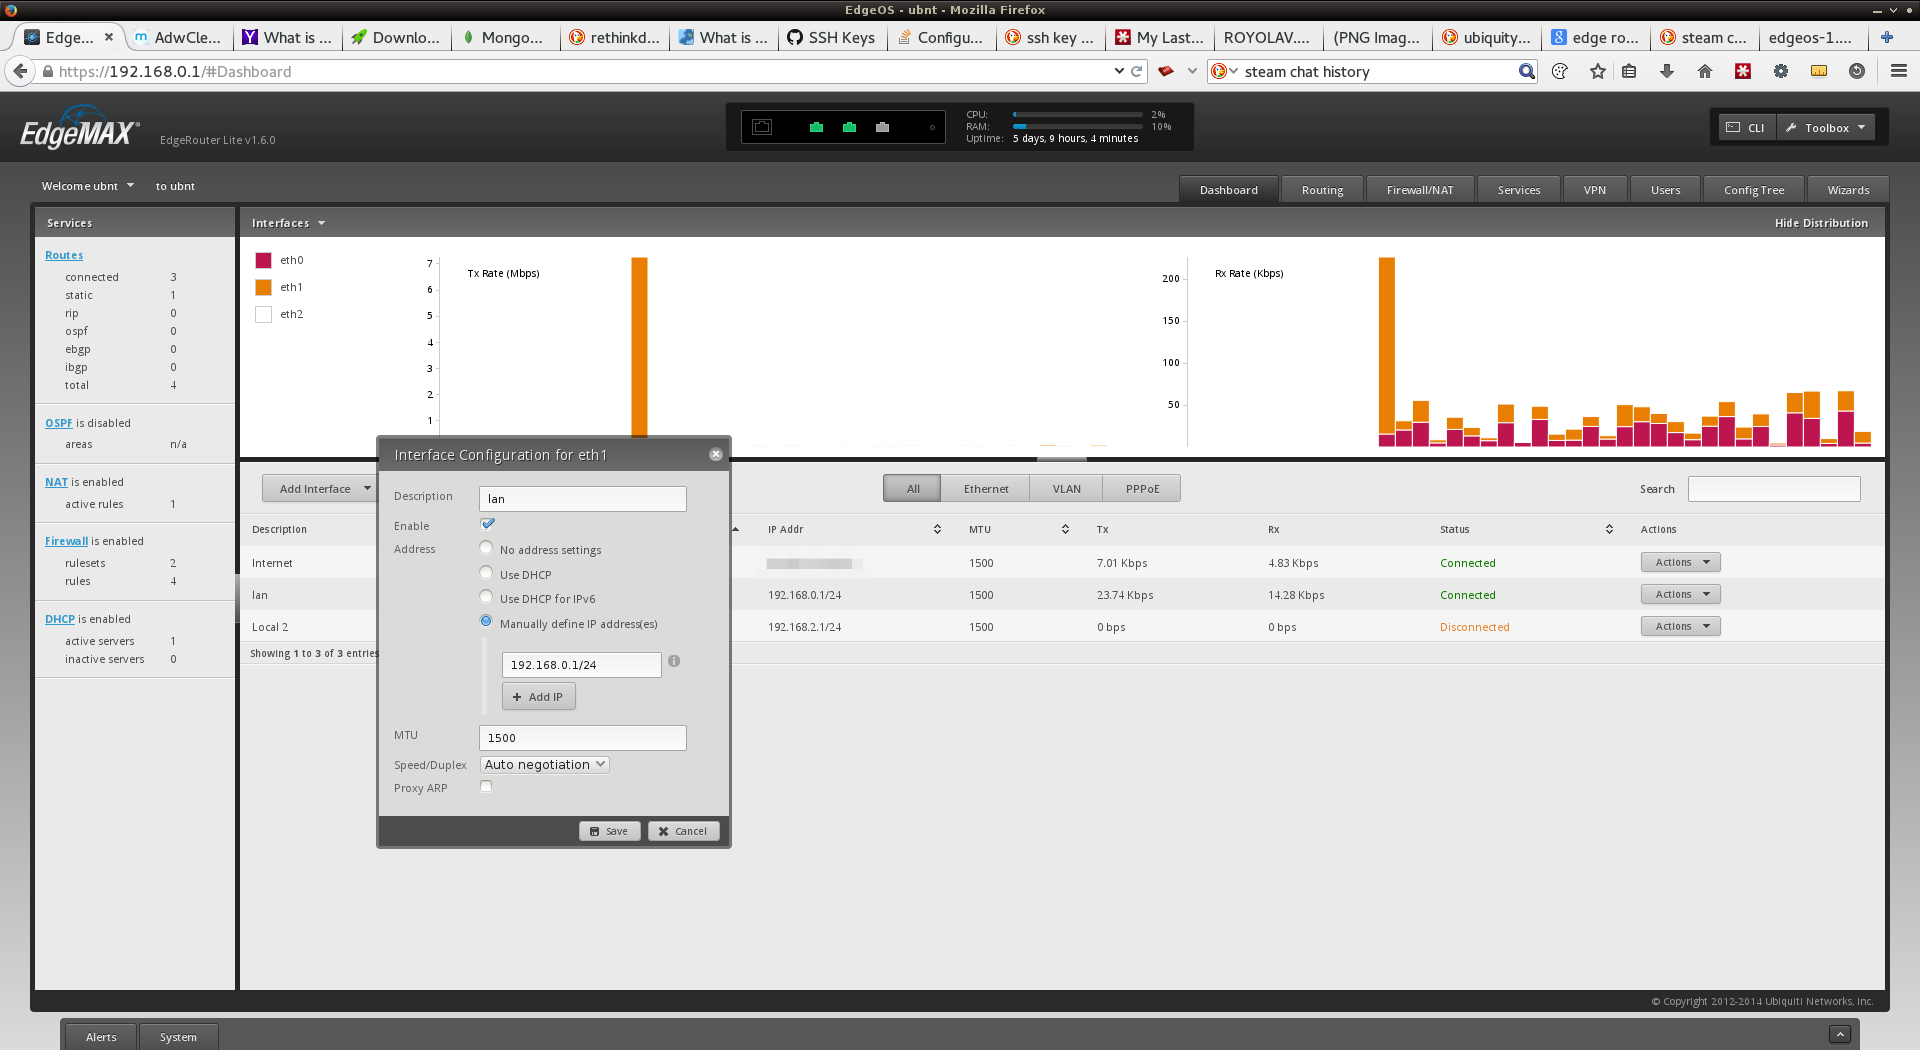 EdgeOS - ubnt - Mozilla Firefox
Edge... AdwCle... What is ... Downlo... Mongo... rethinkd... What is ... SSH Keys Configu... ssh key ... My Last... ROYOLAV.... (PNG Imag... ubiquity... edge ro... steam c... edgeos-1....
https://192.168.0.1/#Dashboard
steam chat history
EdgeMAX
EdgeRouter Lite v1.6.0
CPU: 2%
RAM: 10%
Uptime: 5 days, 9 hours, 4 minutes
CLI Toolbox
Welcome ubnt to ubnt
Dashboard Routing Firewall/NAT Services VPN Users Config Tree Wizards
Services
Routes
connected 3
static 1
rip 0
ospf 0
ebgp 0
ibgp 0
total 4
OSPF is disabled
areas n/a
NAT is enabled
active rules 1
Firewall is enabled
rulesets 2
rules 4
DHCP is enabled
active servers 1
inactive servers 0
Interfaces
Hide Distribution
eth0
eth1
eth2
Tx Rate (Mbps)
7
6
5
4
3
2
1
Rx Rate (Kbps)
200
150
100
50
Add Interface
All Ethernet VLAN PPPoE
Search
Description IP Addr MTU Tx Rx Status Actions
Internet 1500 7.01 Kbps 4.83 Kbps Connected Actions
lan 192.168.0.1/24 1500 23.74 Kbps 14.28 Kbps Connected Actions
Local 2 192.168.2.1/24 1500 0 bps 0 bps Disconnected Actions
Showing 1 to 3 of 3 entries
Interface Configuration for eth1
Description lan
Enable
Address No address settings
Use DHCP
Use DHCP for IPv6
Manually define IP address(es)
192.168.0.1/24
+ Add IP
MTU 1500
Speed/Duplex Auto negotiation
Proxy ARP
Save Cancel
© Copyright 2012-2014 Ubiquiti Networks, Inc.
Alerts System